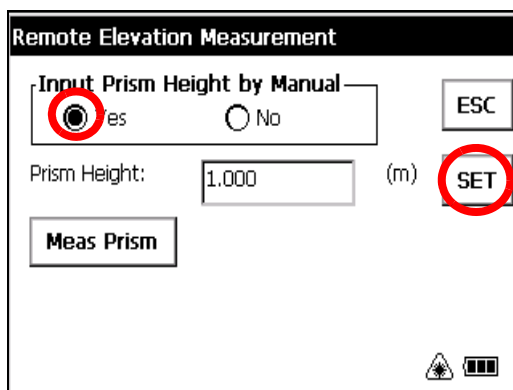 Remote Elevation Measurement
Input Prism Height by Manual
Yes No
ESC
Prism Height: 1.000 (m)
SET
Meas Prism